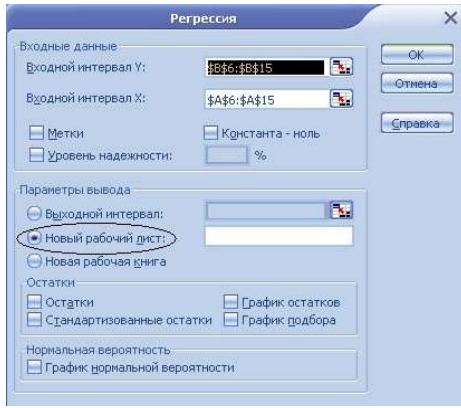 Регрессия
Входные данные
Входной интервал Y: $B$6:$B$15
Входной интервал X: $A$6:$A$15
Метки Константа - ноль
Уровень надежности: %
OK
Отмена
Справка
Параметры вывода
Выходной интервал:
Новый рабочий лист:
Новая рабочая книга
Остатки
Остатки График остатков
Стандартизованные остатки График подбора
Нормальная вероятность
График нормальной вероятности